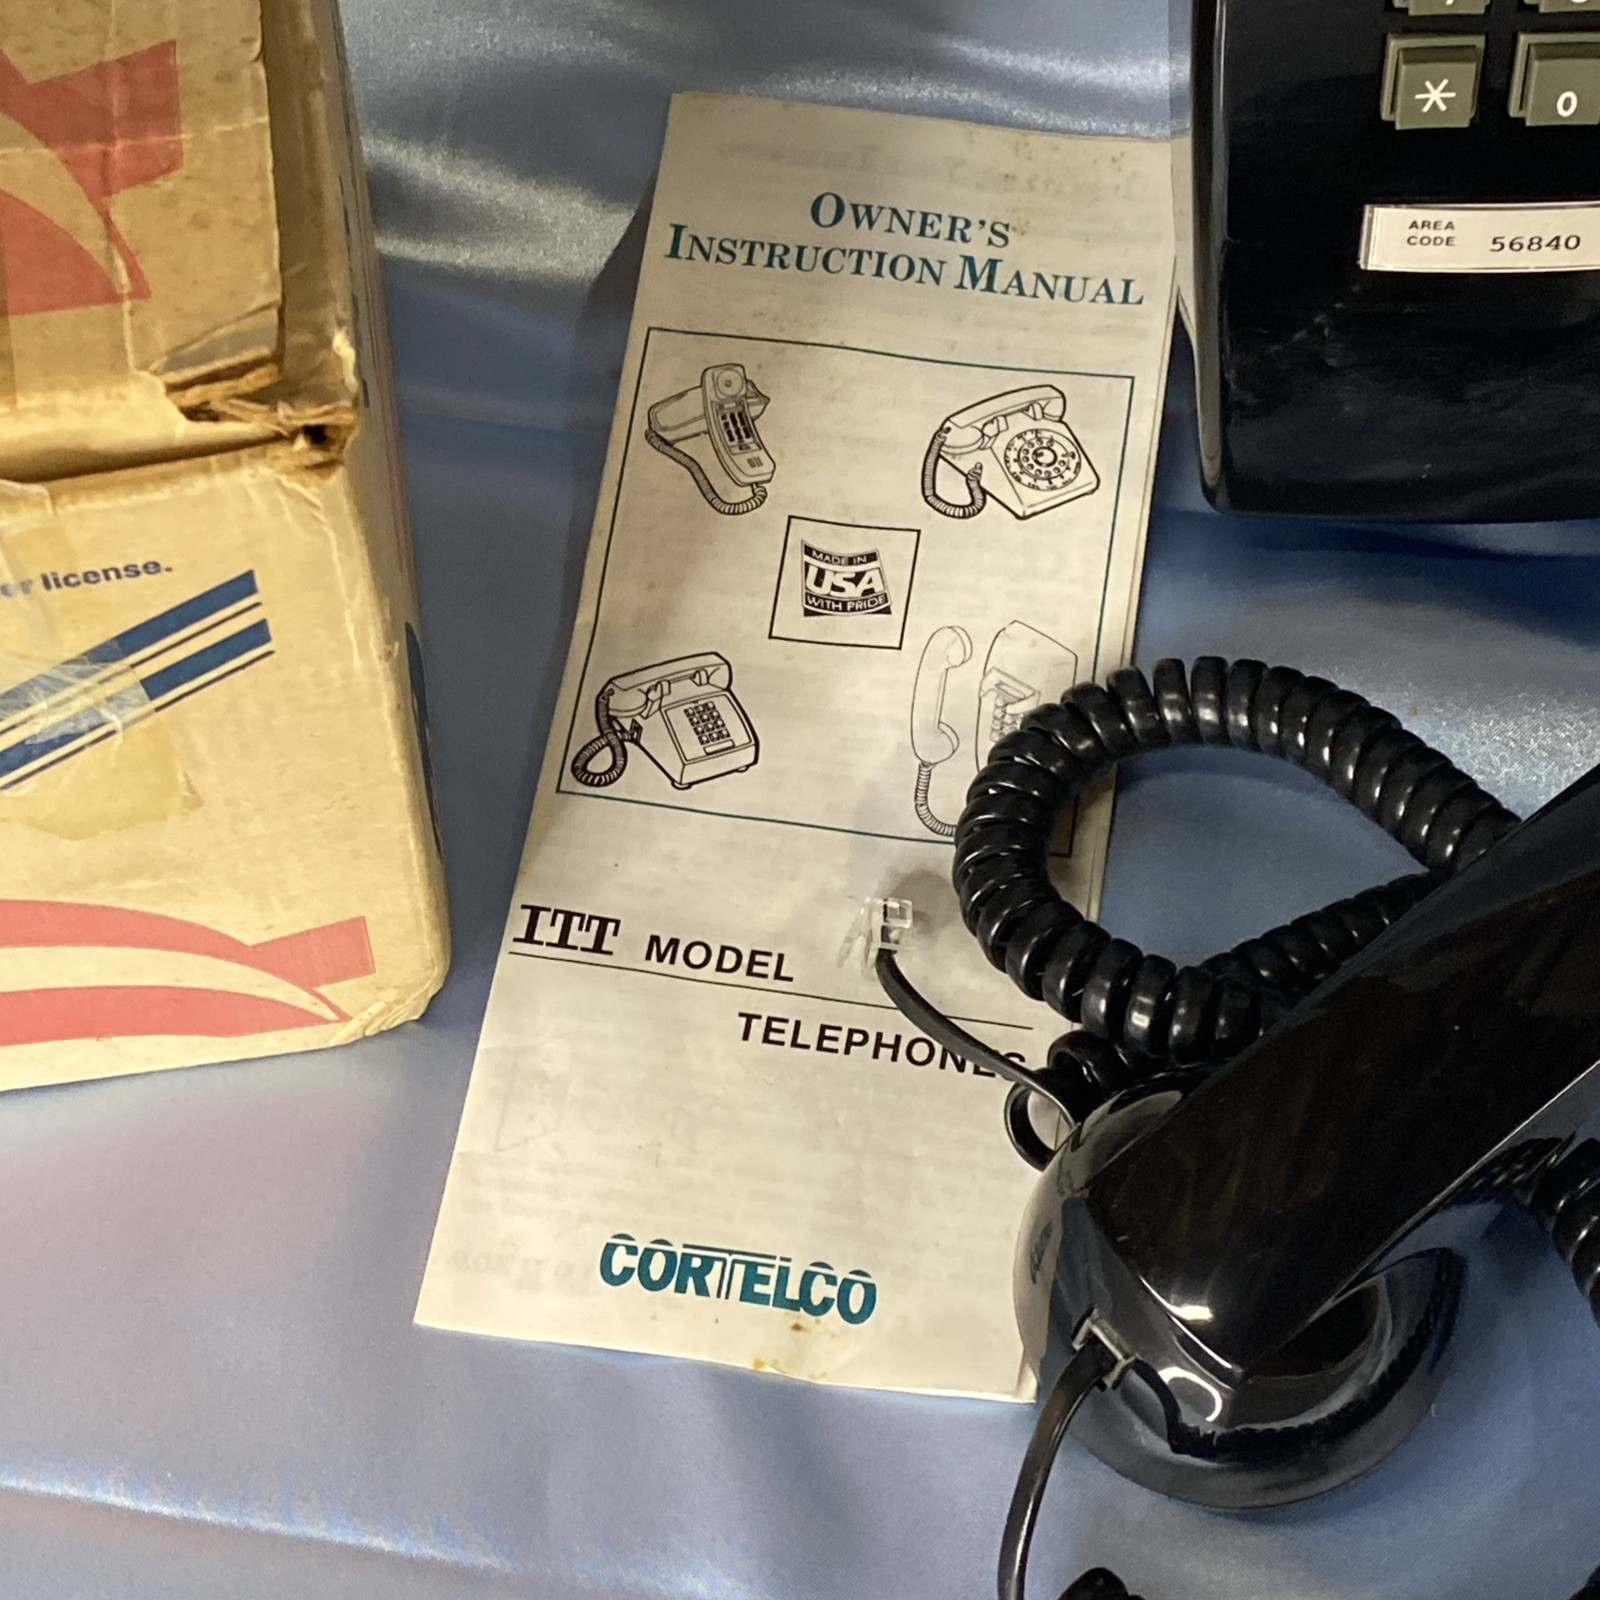 OWNER'S
INSTRUCTION MANUAL
MADE IN
USA
WITH PRIDE
ITT MODEL
TELEPHONES
CORTELCO
license.
*
0
AREA
CODE 56840